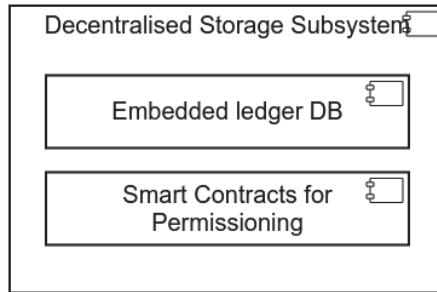 Decentralised Storage Subsystem
Embedded ledger DB
Smart Contracts for
Permissioning